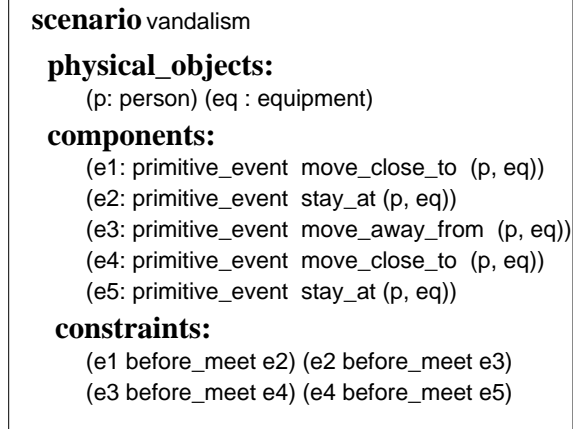 scenario vandalism
physical_objects:
(p: person) (eq : equipment)
components:
(e1: primitive_event move_close_to (p, eq))
(e2: primitive_event stay_at (p, eq))
(e3: primitive_event move_away_from (p, eq))
(e4: primitive_event move_close_to (p, eq))
(e5: primitive_event stay_at (p, eq))
constraints:
(e1 before_meet e2) (e2 before_meet e3)
(e3 before_meet e4) (e4 before_meet e5)